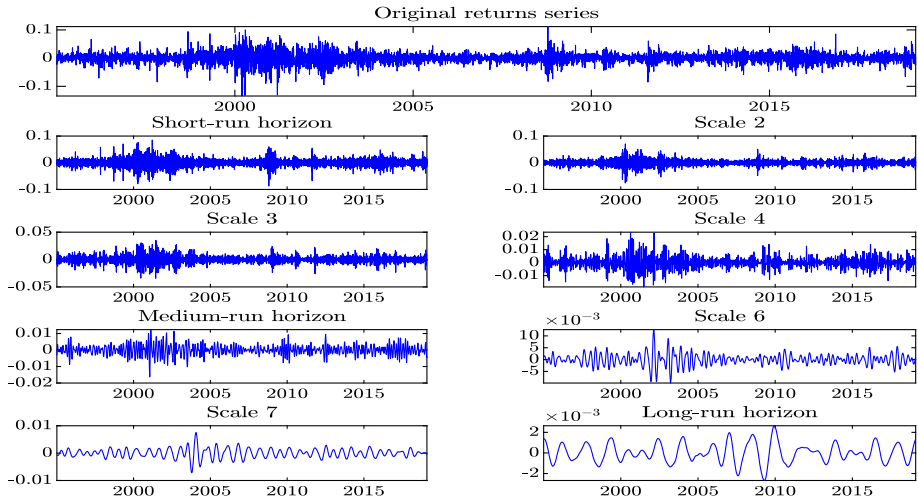 Original returns series
0.1
0
-0.1
2000 2005 2010 2015
Short-run horizon Scale 2
0.1 0.1
0 0
-0.1 -0.1
2000 2005 2010 2015 2000 2005 2010 2015
Scale 3 Scale 4
0.05 0.02
0 0.01
-0.05 0
-0.01
2000 2005 2010 2015 2000 2005 2010 2015
Medium-run horizon Scale 6
×10⁻³
0.01 10
0 5
-0.01 0
-0.02 -5
2000 2005 2010 2015 2000 2005 2010 2015
Scale 7 Long-run horizon
×10⁻³
0.01 2
0 0
-0.01 -2
2000 2005 2010 2015 2000 2005 2010 2015